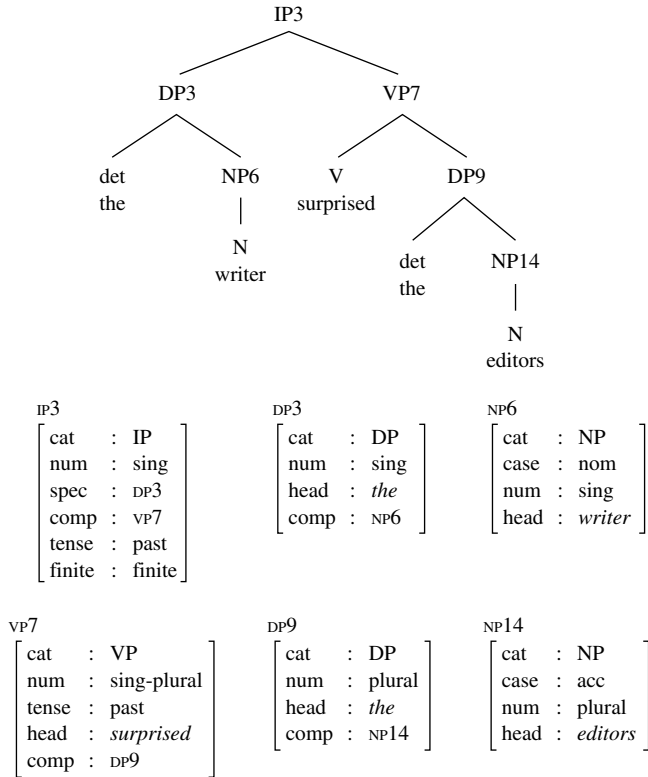 IP3
DP3 VP7
det NP6 V DP9
the surprised
N det NP14
writer the
N
editors
IP3 DP3 NP6
cat : IP cat : DP cat : NP
num : sing num : sing case : nom
spec : DP3 head : the num : sing
comp : VP7 comp : NP6 head : writer
tense : past
finite : finite
VP7 DP9 NP14
cat : VP cat : DP cat : NP
num : sing-plural num : plural case : acc
tense : past head : the num : plural
head : surprised comp : NP14 head : editors
comp : DP9